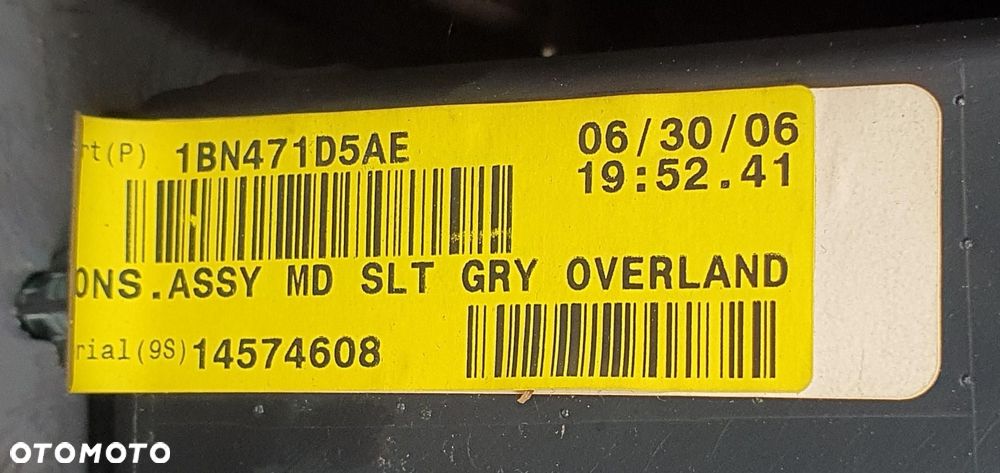 rt(P) 1BN471D5AE
06/30/06
19:52.41
ONS.ASSY MD SLT GRY OVERLAND
rial(9S) 14574608
OTOMOTO